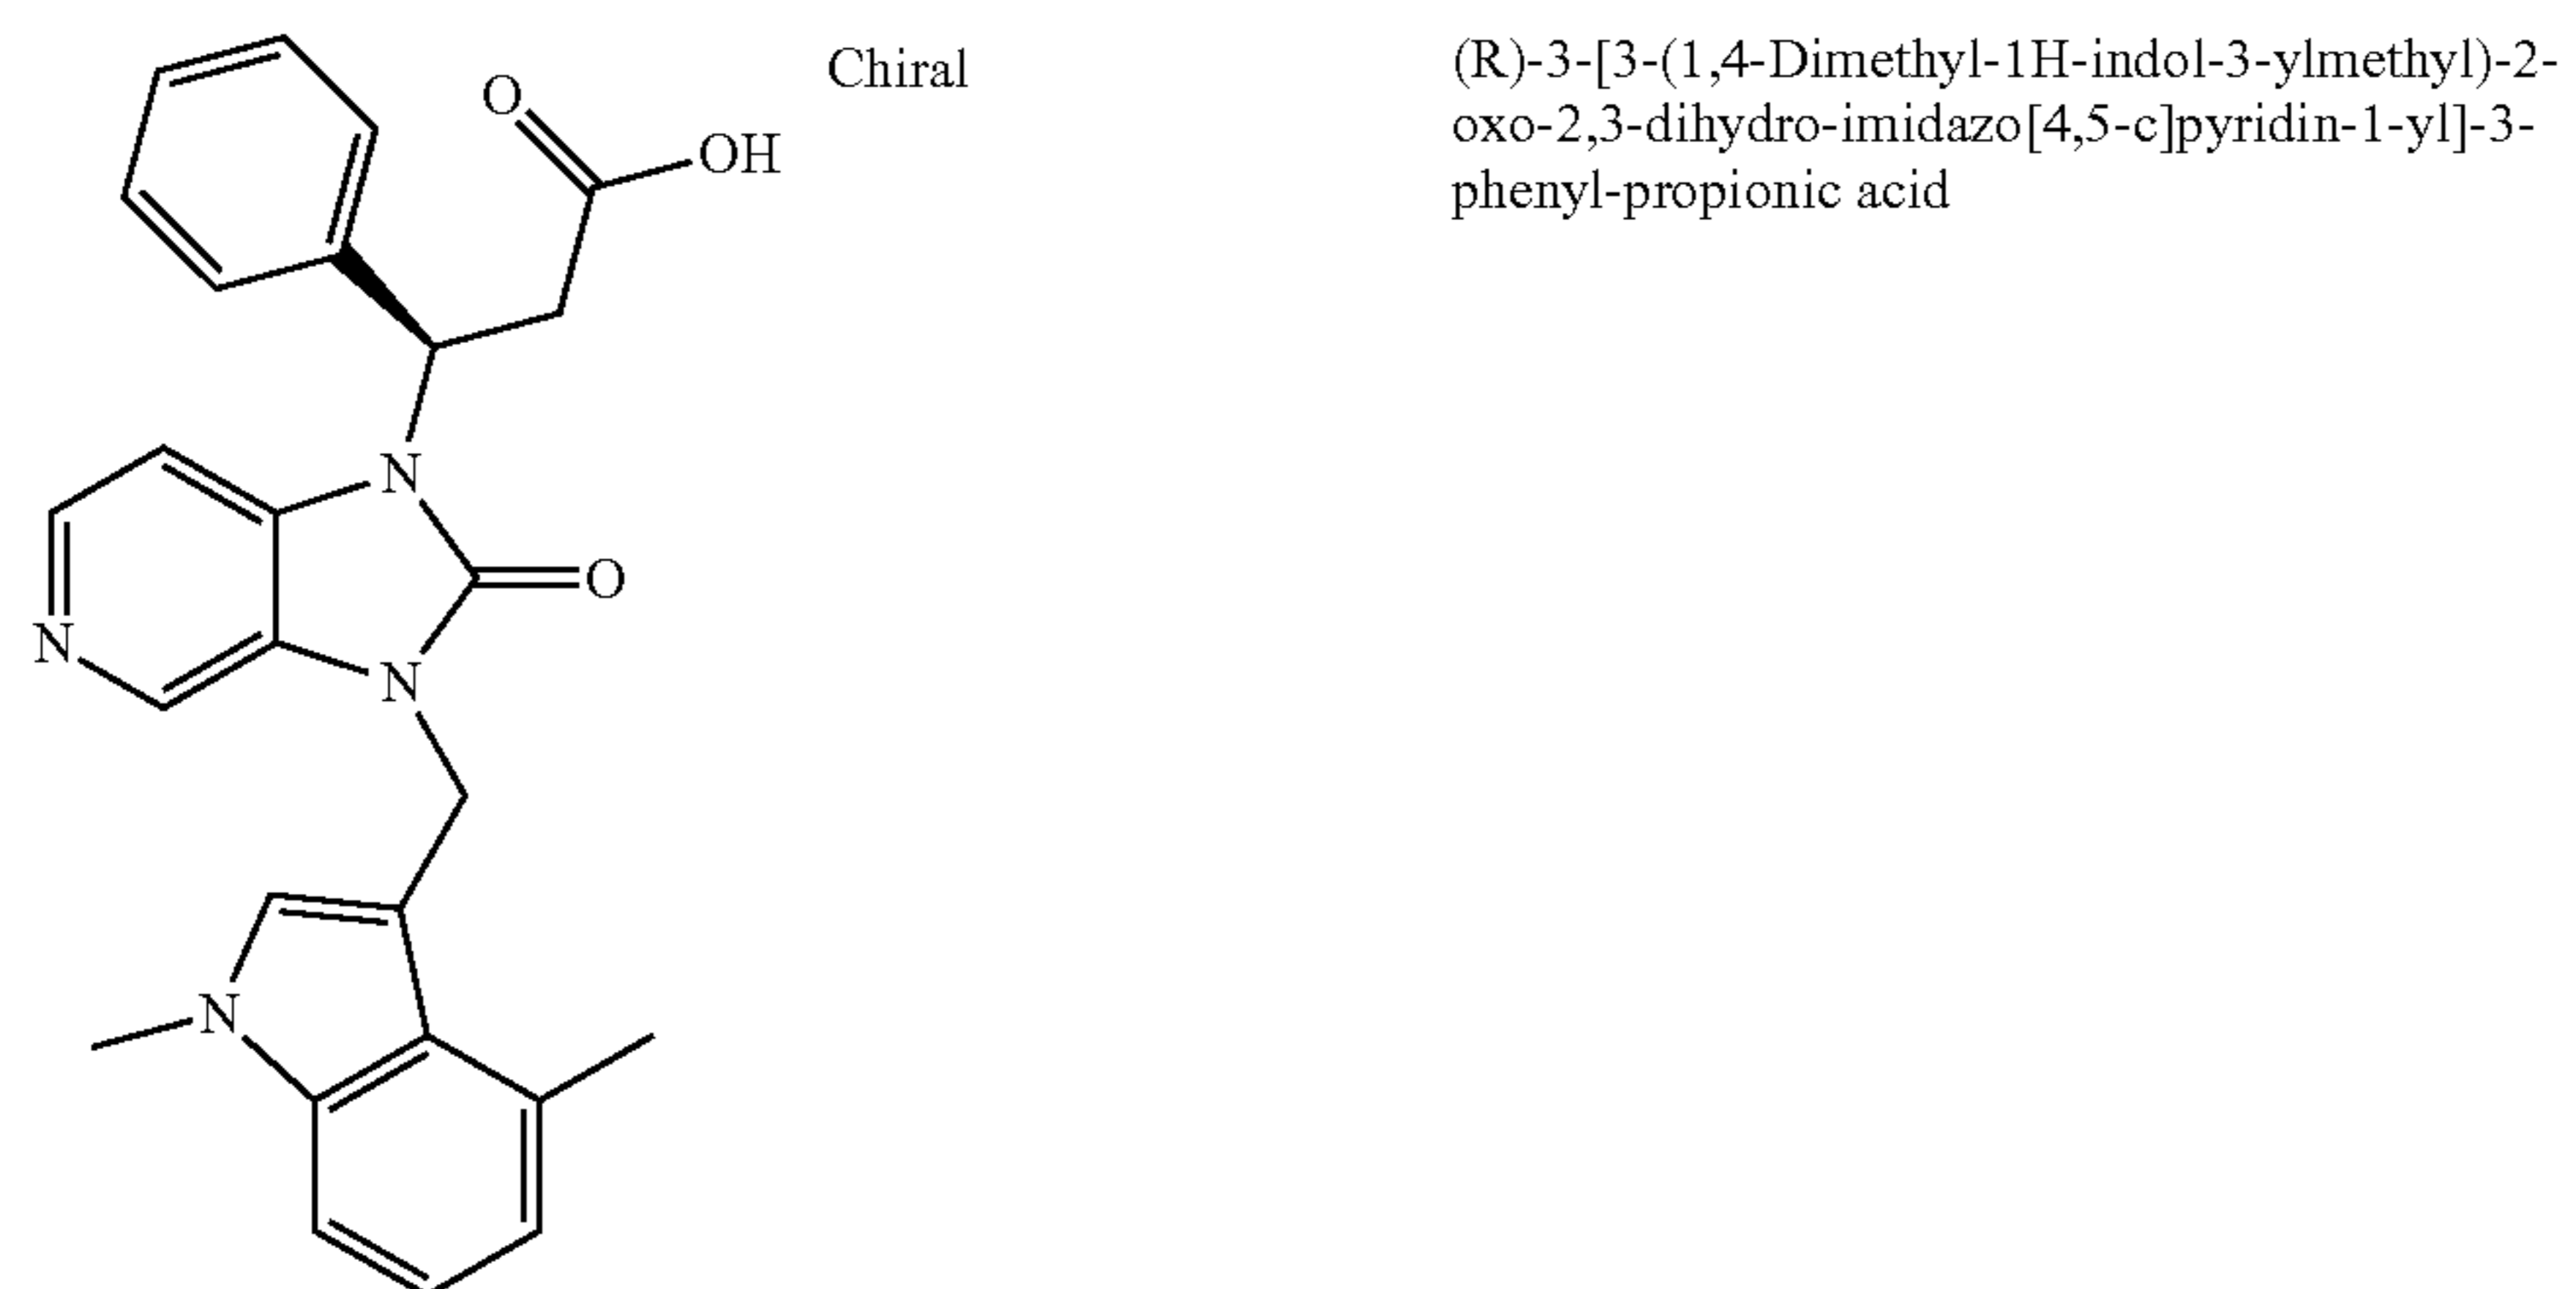 Chiral
(R)-3-[3-(1,4-Dimethyl-1H-indol-3-ylmethyl)-2-
oxo-2,3-dihydro-imidazo[4,5-c]pyridin-1-yl]-3-
phenyl-propionic acid
O
OH
N
O
N
N
N